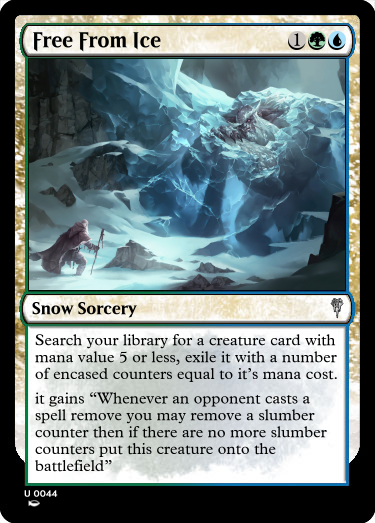 Free From Ice 1
Snow Sorcery
Search your library for a creature card with
mana value 5 or less, exile it with a number
of encased counters equal to it's mana cost.
it gains “Whenever an opponent casts a
spell remove you may remove a slumber
counter then if there are no more slumber
counters put this creature onto the
battlefield”
U 0044